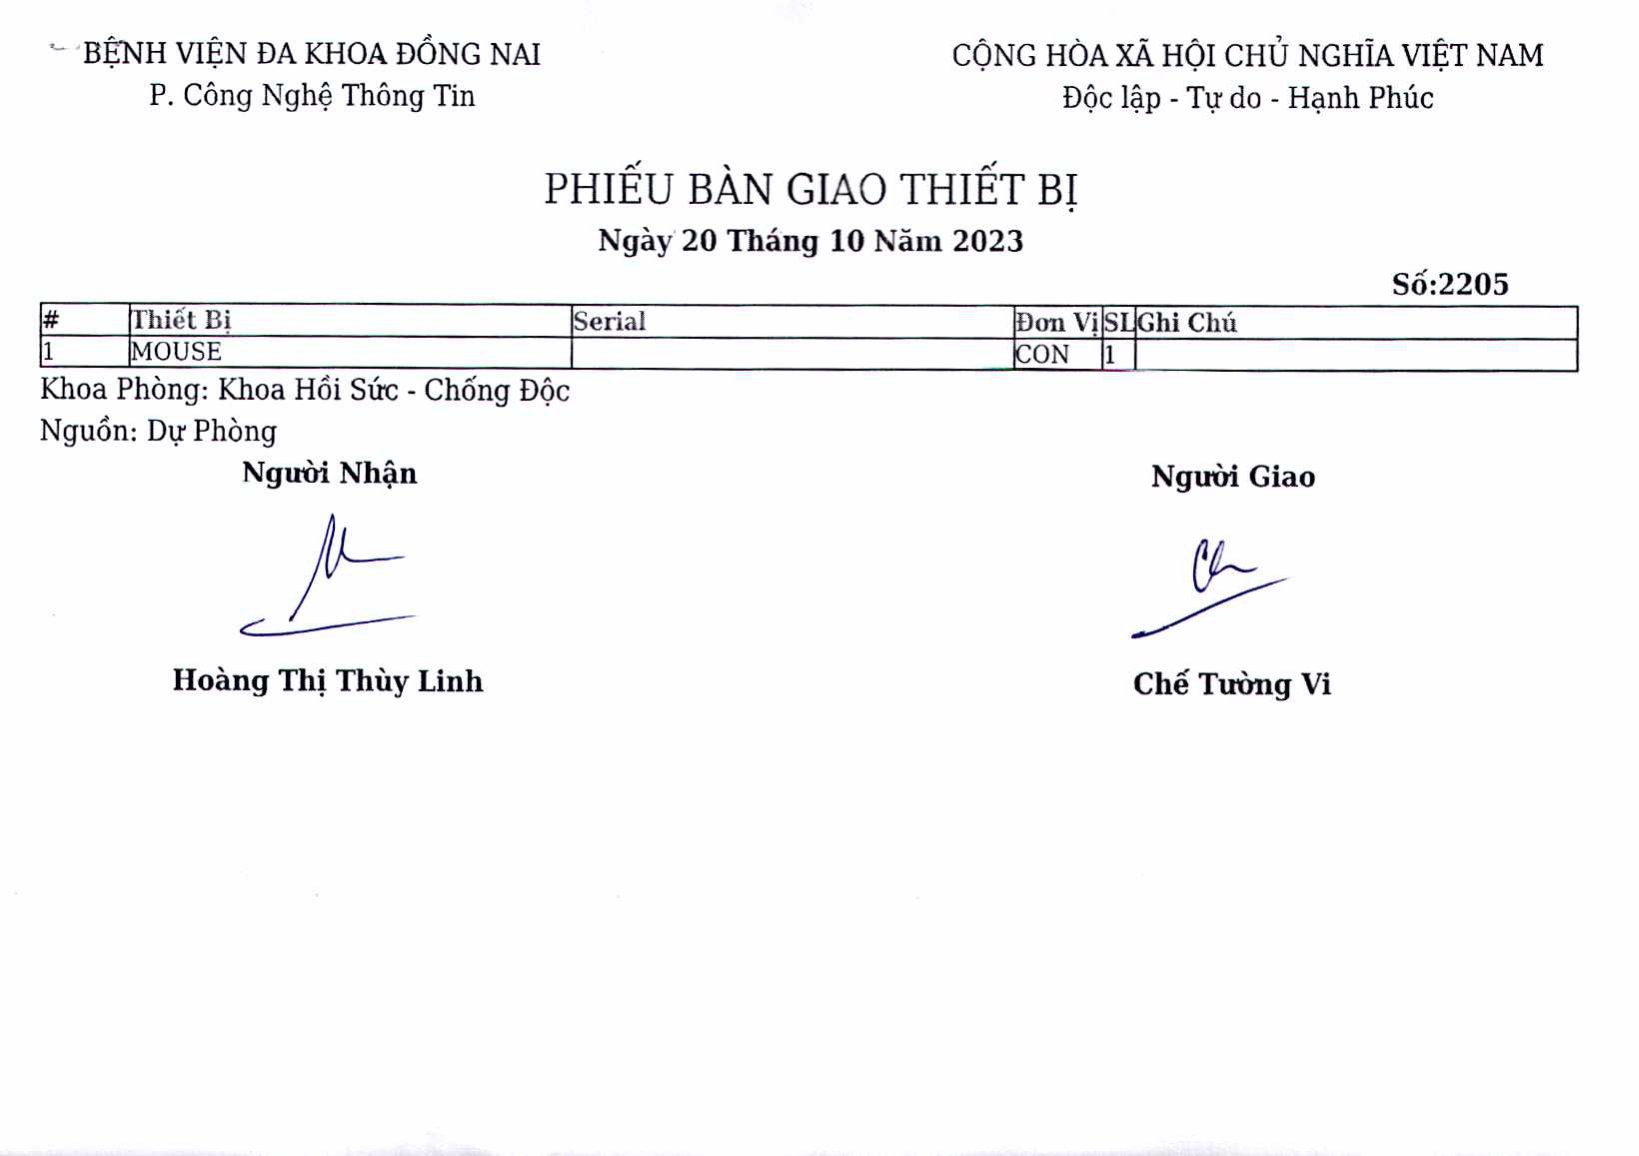 BỆNH VIỆN ĐA KHOA ĐỒNG NAI
P. Công Nghệ Thông Tin
CỘNG HÒA XÃ HỘI CHỦ NGHĨA VIỆT NAM
Độc lập - Tự do - Hạnh Phúc
PHIẾU BÀN GIAO THIẾT BỊ
Ngày 20 Tháng 10 Năm 2023
Số:2205
# Thiết Bị Serial Đơn Vị SL Ghi Chú
1 MOUSE CON 1
Khoa Phòng: Khoa Hồi Sức - Chống Độc
Nguồn: Dự Phòng
Người Nhận Người Giao
Hoàng Thị Thùy Linh Chế Tường Vi